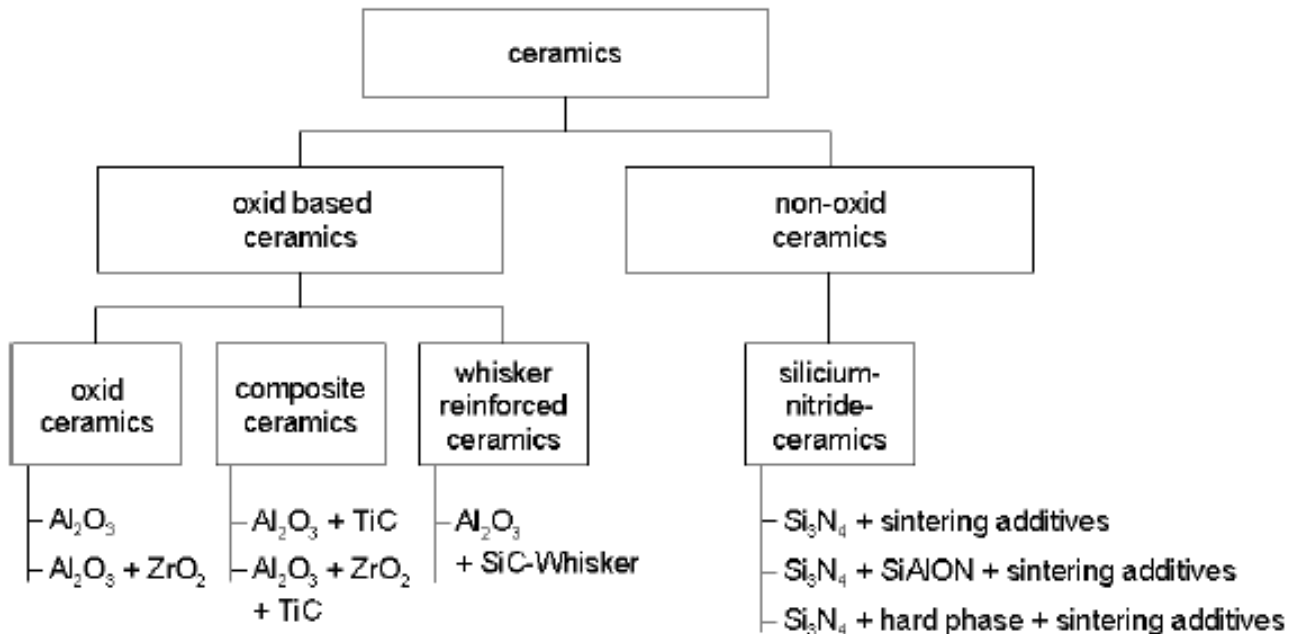 ceramics
oxid based
ceramics
non-oxid
ceramics
oxid
ceramics
composite
ceramics
whisker
reinforced
ceramics
silicium-
nitride-
ceramics
Al₂O₃
Al₂O₃ + ZrO₂
Al₂O₃ + TiC
Al₂O₃ + ZrO₂
+ TiC
Al₂O₃
+ SiC-Whisker
Si₃N₄ + sintering additives
Si₃N₄ + SiAlON + sintering additives
Si₃N₄ + hard phase + sintering additives